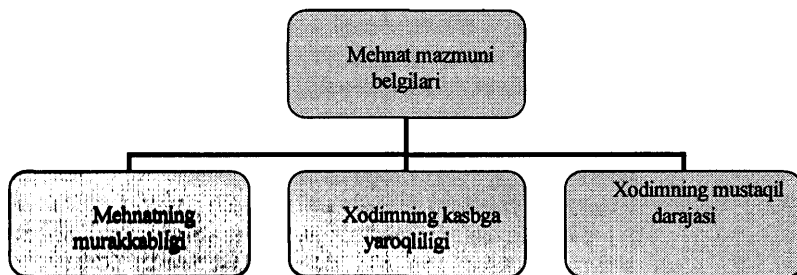 Mehnat mazmuni
belgilari
Mehnatning
murakkabligi
Xodimning kasbga
yaroqliligi
Xodimning mustaqil
darajasi